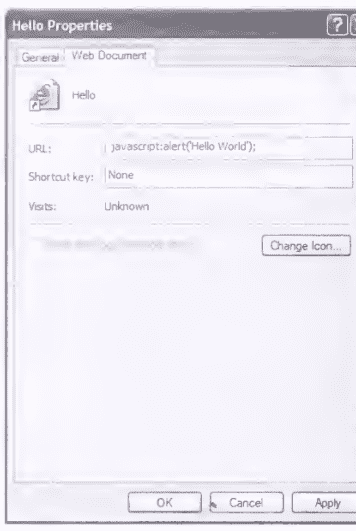 Hello Properties
?
General Web Document
Hello
URL: javascript:alert('Hello World');
Shortcut key: None
Visits: Unknown
Change Icon...
OK Cancel Apply